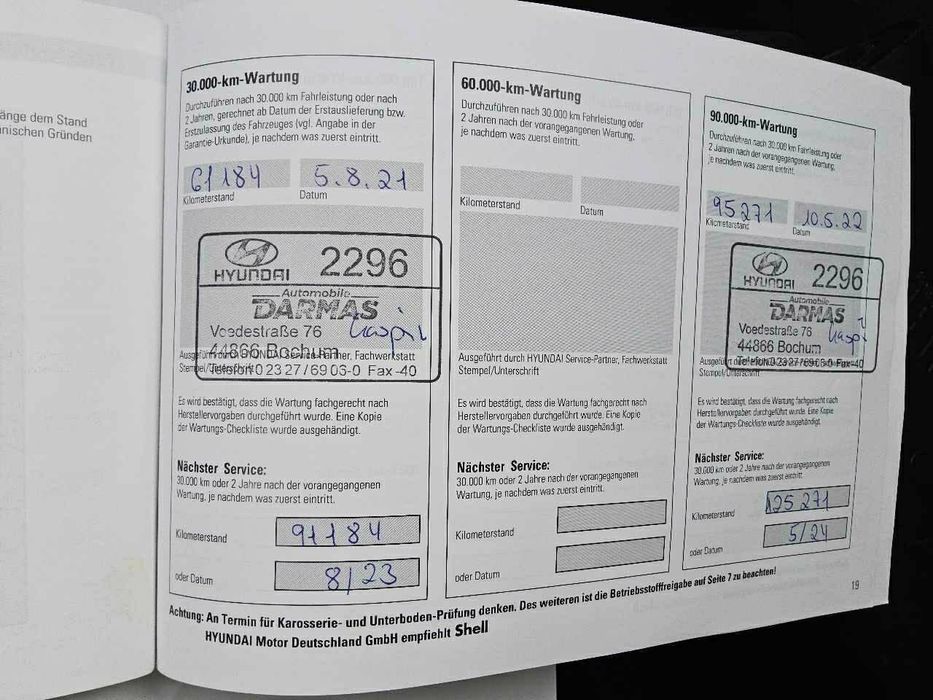 änge dem Stand
nischen Gründen
30.000-km-Wartung
Durchzuführen nach 30.000 km Fahrleistung oder nach
2 Jahren, gerechnet ab Datum der Erstauslieferung bzw.
Erstzulassung des Fahrzeuges (vgl. Angabe in der
Garantie-Urkunde), je nachdem was zuerst eintritt.
61184 5.8.21
Kilometerstand Datum
HYUNDAI 2296
Automobile
DARMAS
Voedestraße 76
44866 Bochum
Telefon 0 23 27/69 03-0 Fax -40
Ausgeführt durch HYUNDAI Service-Partner, Fachwerkstatt
Stempel/Unterschrift
Es wird bestätigt, dass die Wartung fachgerecht nach
Herstellervorgaben durchgeführt wurde. Eine Kopie
der Wartungs-Checkliste wurde ausgehändigt.
Nächster Service:
30.000 km oder 2 Jahre nach der vorangegangenen
Wartung, je nachdem was zuerst eintritt.
Kilometerstand 91184
oder Datum 8/23
60.000-km-Wartung
Durchzuführen nach 30.000 km Fahrleistung oder
2 Jahren nach der vorangegangenen Wartung,
je nachdem was zuerst eintritt.
Kilometerstand Datum
Ausgeführt durch HYUNDAI Service-Partner, Fachwerkstatt
Stempel/Unterschrift
Es wird bestätigt, dass die Wartung fachgerecht nach
Herstellervorgaben durchgeführt wurde. Eine Kopie
der Wartungs-Checkliste wurde ausgehändigt.
Nächster Service:
30.000 km oder 2 Jahre nach der vorangegangenen
Wartung, je nachdem was zuerst eintritt.
Kilometerstand
oder Datum
90.000-km-Wartung
Durchzuführen nach 30.000 km Fahrleistung oder
2 Jahren nach der vorangegangenen Wartung,
je nachdem was zuerst eintritt.
95271 10.5.22
Kilometerstand Datum
HYUNDAI 2296
Automobile
DARMAS
Voedestraße 76
44866 Bochum
Telefon 0 23 27/69 03-0 Fax -40
Ausgeführt durch HYUNDAI Service-Partner, Fachwerkstatt
Stempel/Unterschrift
Es wird bestätigt, dass die Wartung fachgerecht nach
Herstellervorgaben durchgeführt wurde. Eine Kopie
der Wartungs-Checkliste wurde ausgehändigt.
Nächster Service:
30.000 km oder 2 Jahre nach der vorangegangenen
Wartung, je nachdem was zuerst eintritt.
Kilometerstand 125271
oder Datum 5/24
Achtung: An Termin für Karosserie- und Unterboden-Prüfung denken. Des weiteren ist die Betriebsstofffreigabe auf Seite 7 zu beachten!
HYUNDAI Motor Deutschland GmbH empfiehlt Shell
19